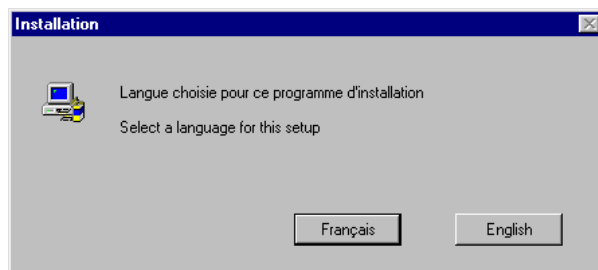 Installation
Langue choisie pour ce programme d'installation
Select a language for this setup
Français English